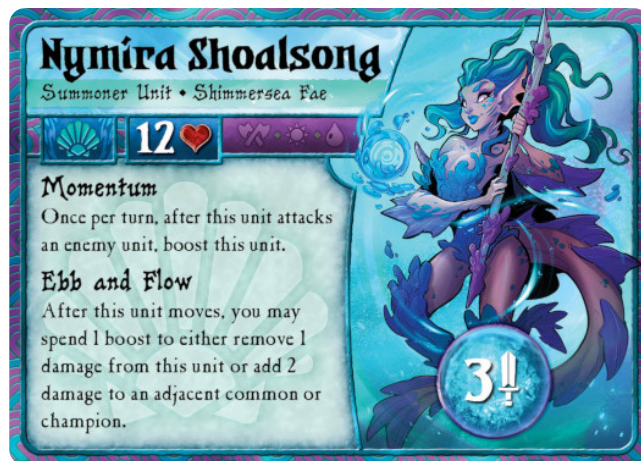 Nymira Shoalsong
Summoner Unit • Shimmersea Fae
12
Momentum
Once per turn, after this unit attacks
an enemy unit, boost this unit.
Ebb and Flow
After this unit moves, you may
spend 1 boost to either remove 1
damage from this unit or add 2
damage to an adjacent common or
champion.
3